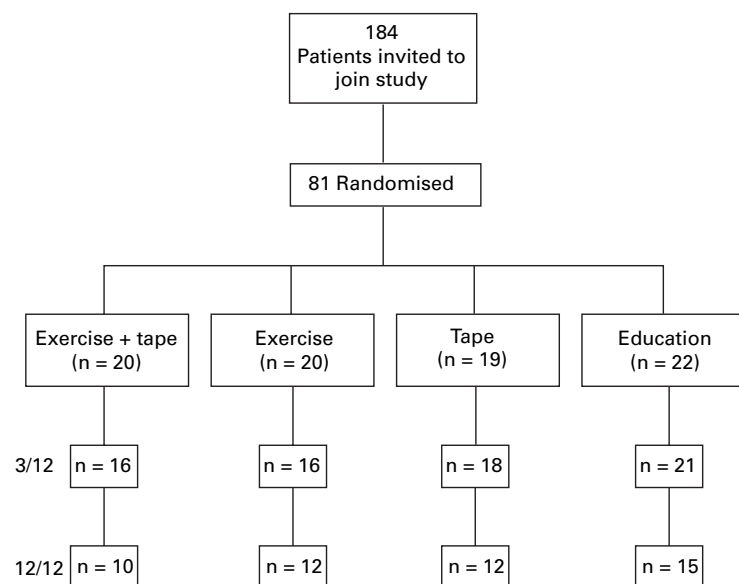 184
Patients invited to
join study
81 Randomised
Exercise + tape
(n = 20)
Exercise
(n = 20)
Tape
(n = 19)
Education
(n = 22)
3/12
n = 16
n = 16
n = 18
n = 21
12/12
n = 10
n = 12
n = 12
n = 15